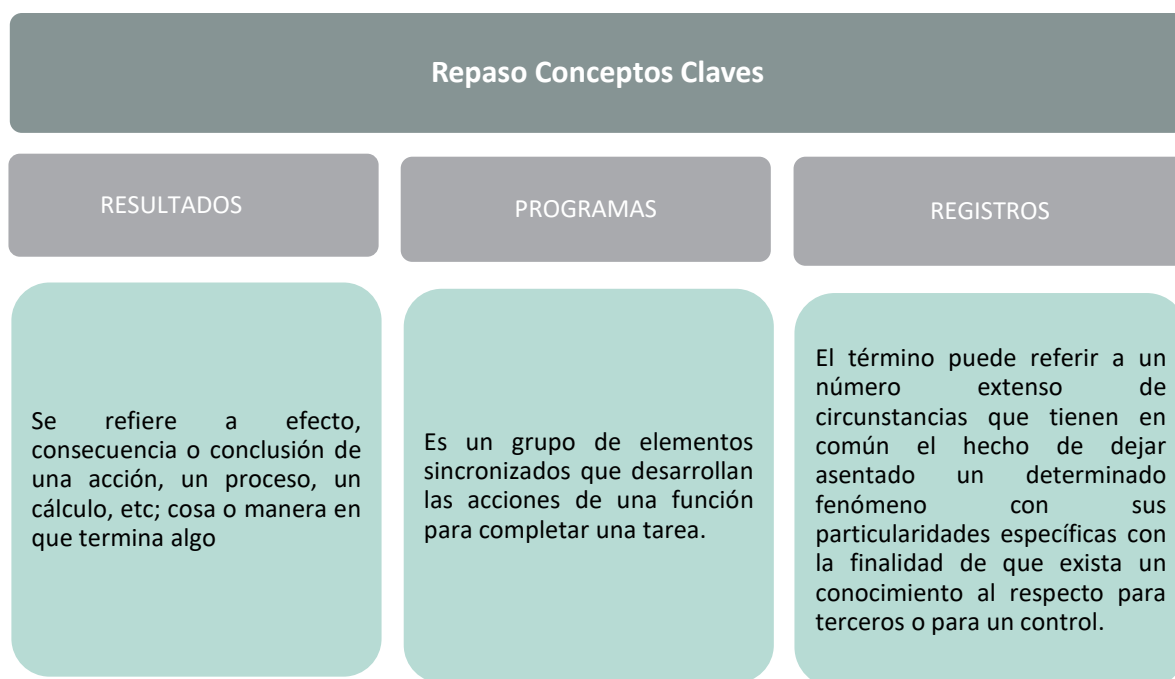 Repaso Conceptos Claves
RESULTADOS
PROGRAMAS
REGISTROS
Se refiere a efecto,
consecuencia o conclusión de
una acción, un proceso, un
cálculo, etc; cosa o manera en
que termina algo
Es un grupo de elementos
sincronizados que desarrollan
las acciones de una función
para completar una tarea.
El término puede referir a un
número extenso de
circunstancias que tienen en
común el hecho de dejar
asentado un determinado
fenómeno con sus
particularidades específicas con
la finalidad de que exista un
conocimiento al respecto para
terceros o para un control.